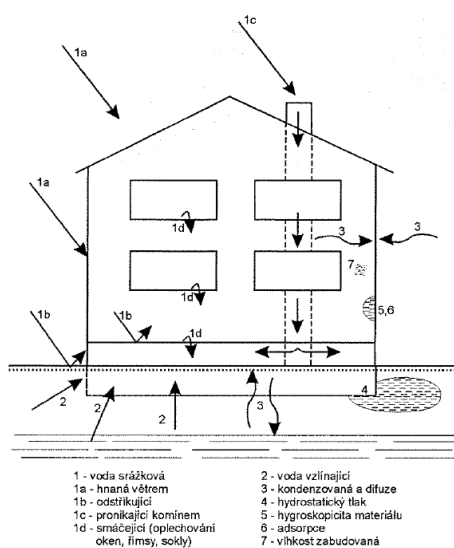 1c
1a
1a
1d
3
3
1d
7
5,6
1b
1b
1d
4
2
2
2
3
1 - voda srážková
1a - hnaná větrem
1b - odstřikující
1c - pronikající komínem
1d - smáčející (oplechování
oken, římsy, sokly)
2 - voda vzlínající
3 - kondenzovaná a difuze
4 - hydrostatický tlak
5 - hygroskopicita materiálu
6 - adsorpce
7 - vlhkost zabudovaná